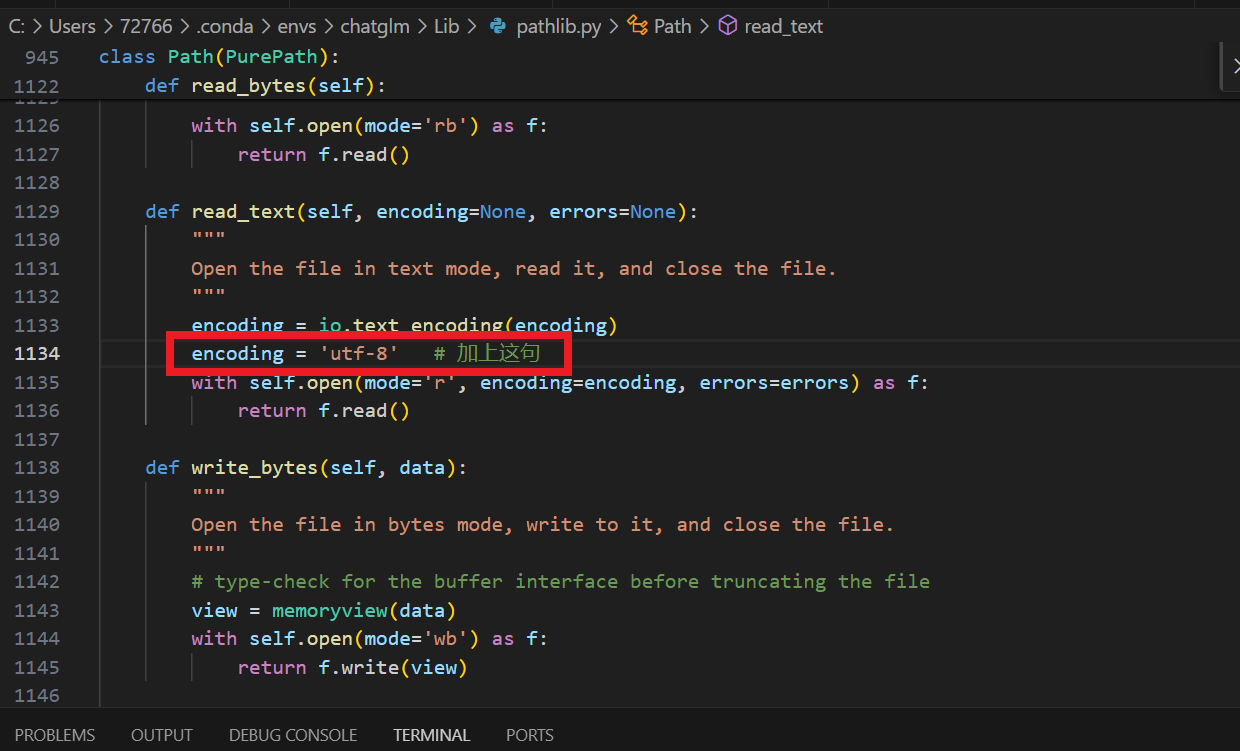 C: > Users > 72766 > .conda > envs > chatglm > Lib > pathlib.py > Path > read_text
945 class Path(PurePath):
1122 def read_bytes(self):
1126 with self.open(mode='rb') as f:
1127 return f.read()
1128
1129 def read_text(self, encoding=None, errors=None):
1130 """
1131 Open the file in text mode, read it, and close the file.
1132 """
1133 encoding = io.text_encoding(encoding)
1134 encoding = 'utf-8' # 加上这句
1135 with self.open(mode='r', encoding=encoding, errors=errors) as f:
1136 return f.read()
1137
1138 def write_bytes(self, data):
1139 """
1140 Open the file in bytes mode, write to it, and close the file.
1141 """
1142 # type-check for the buffer interface before truncating the file
1143 view = memoryview(data)
1144 with self.open(mode='wb') as f:
1145 return f.write(view)
1146
PROBLEMS OUTPUT DEBUG CONSOLE TERMINAL PORTS